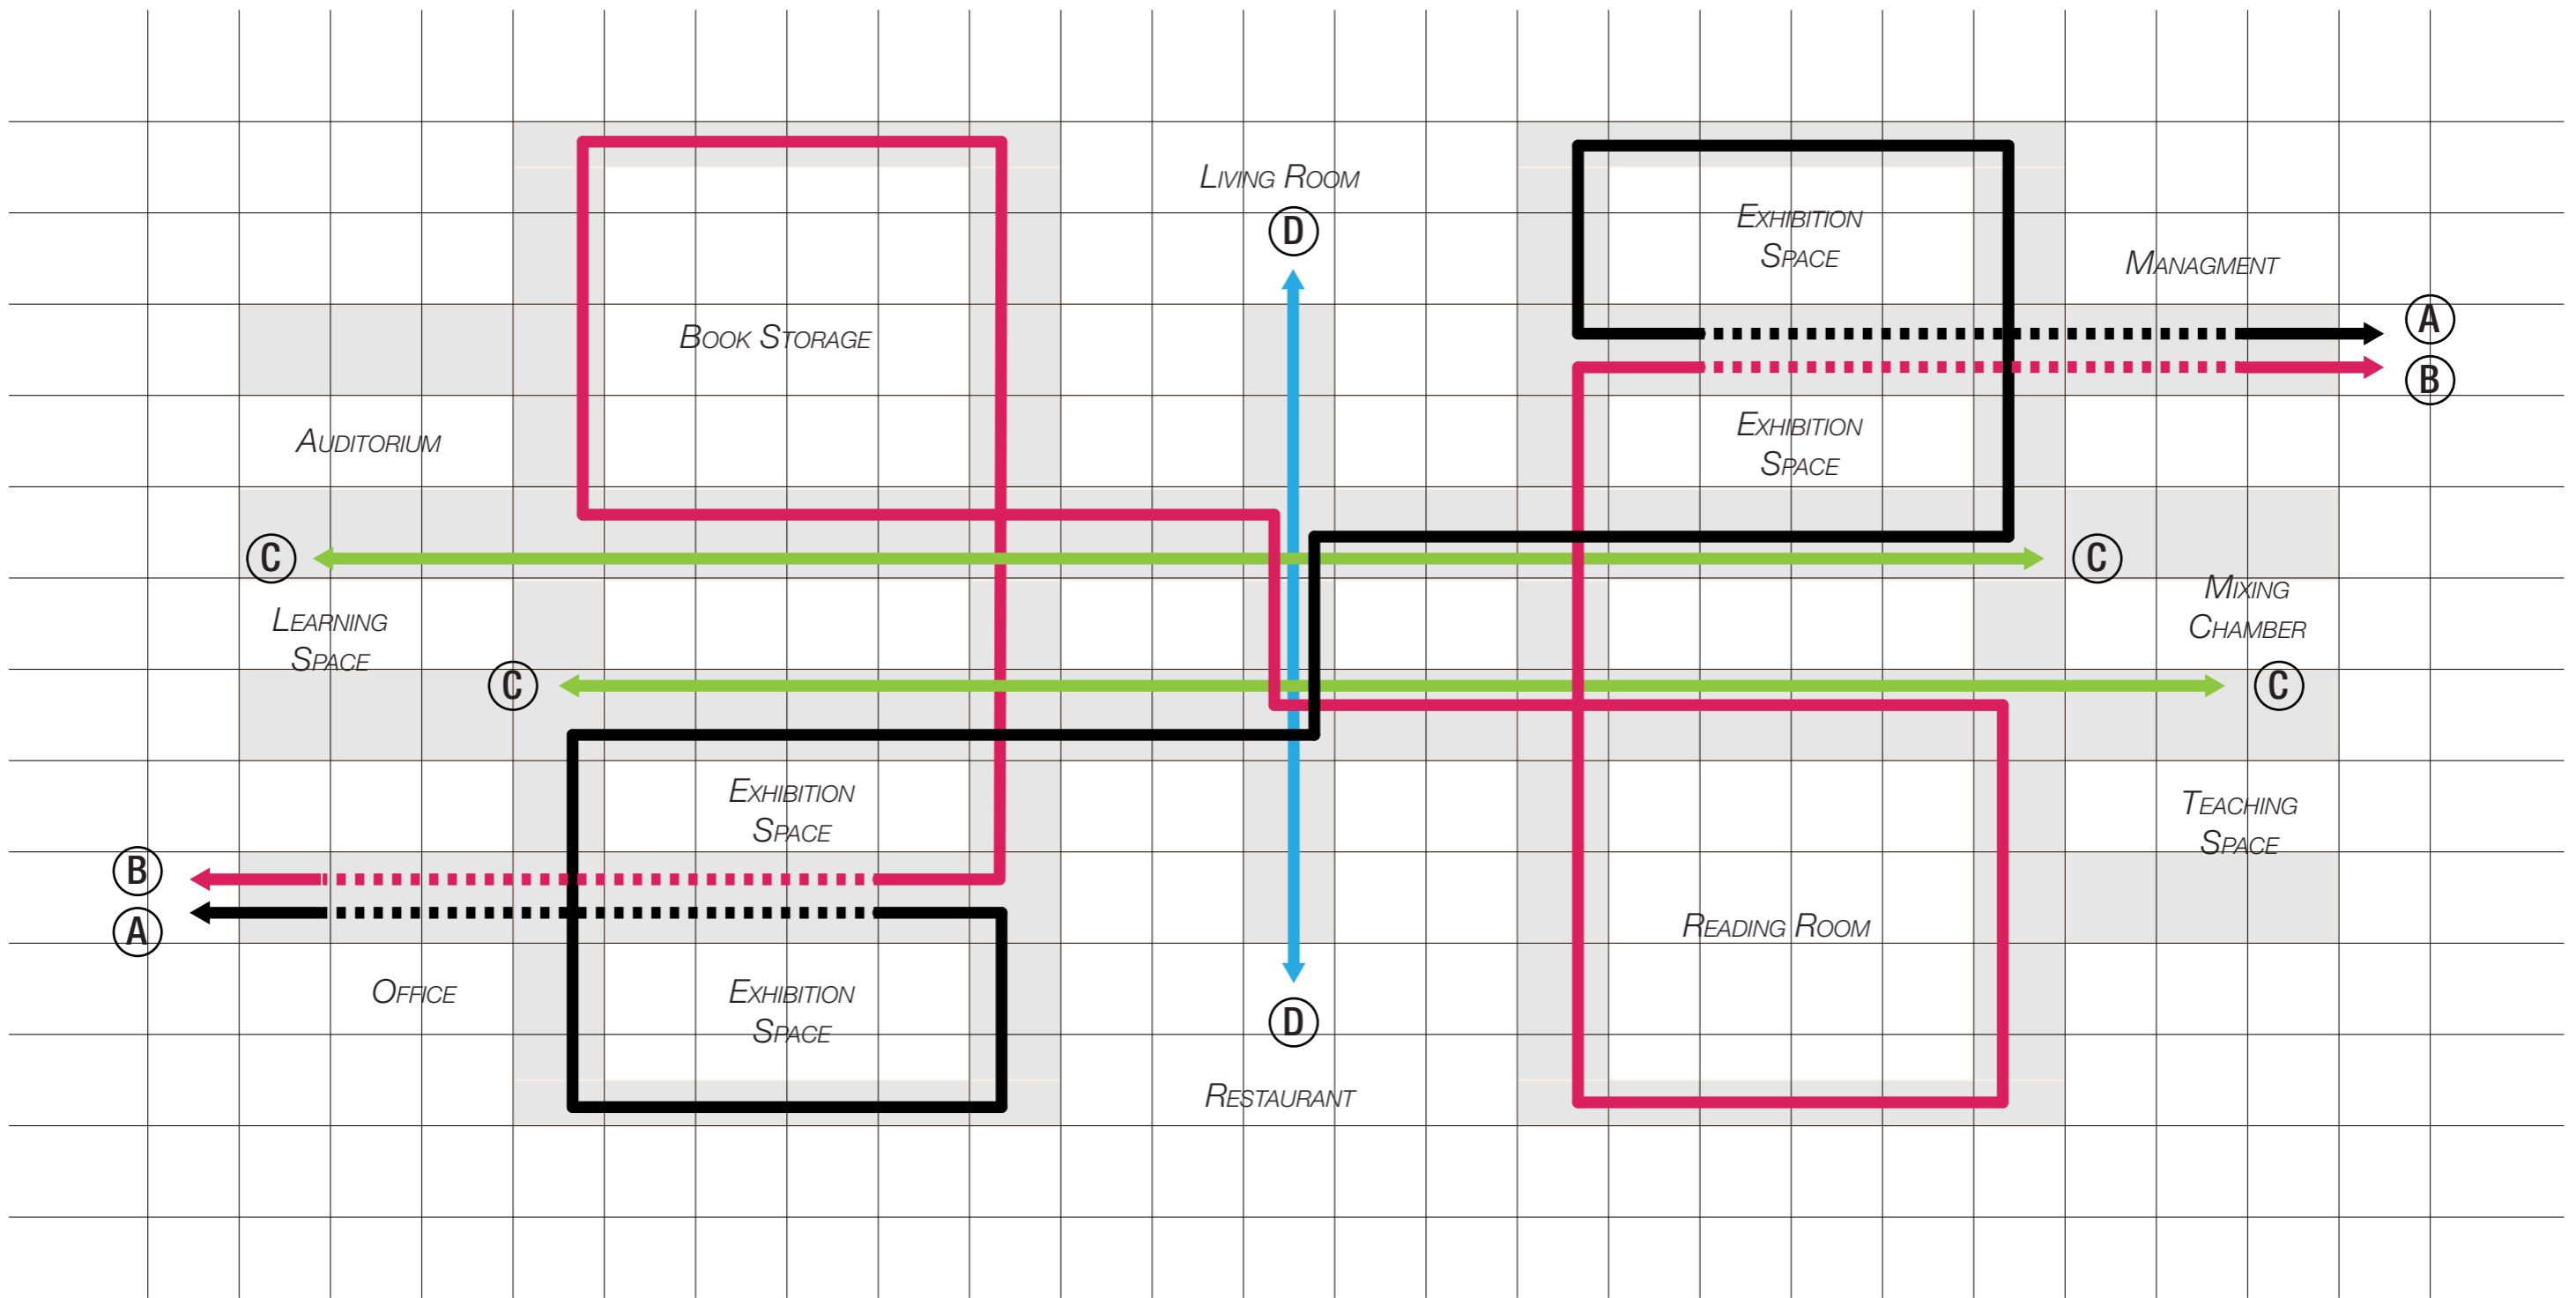 Living Room
D
Exhibition
Space
Managment
A
B
Book Storage
Auditorium
Exhibition
Space
C
C
Learning
Space
Mixing
Chamber
C
C
Exhibition
Space
Teaching
Space
B
A
Reading Room
Office
Exhibition
Space
D
Restaurant